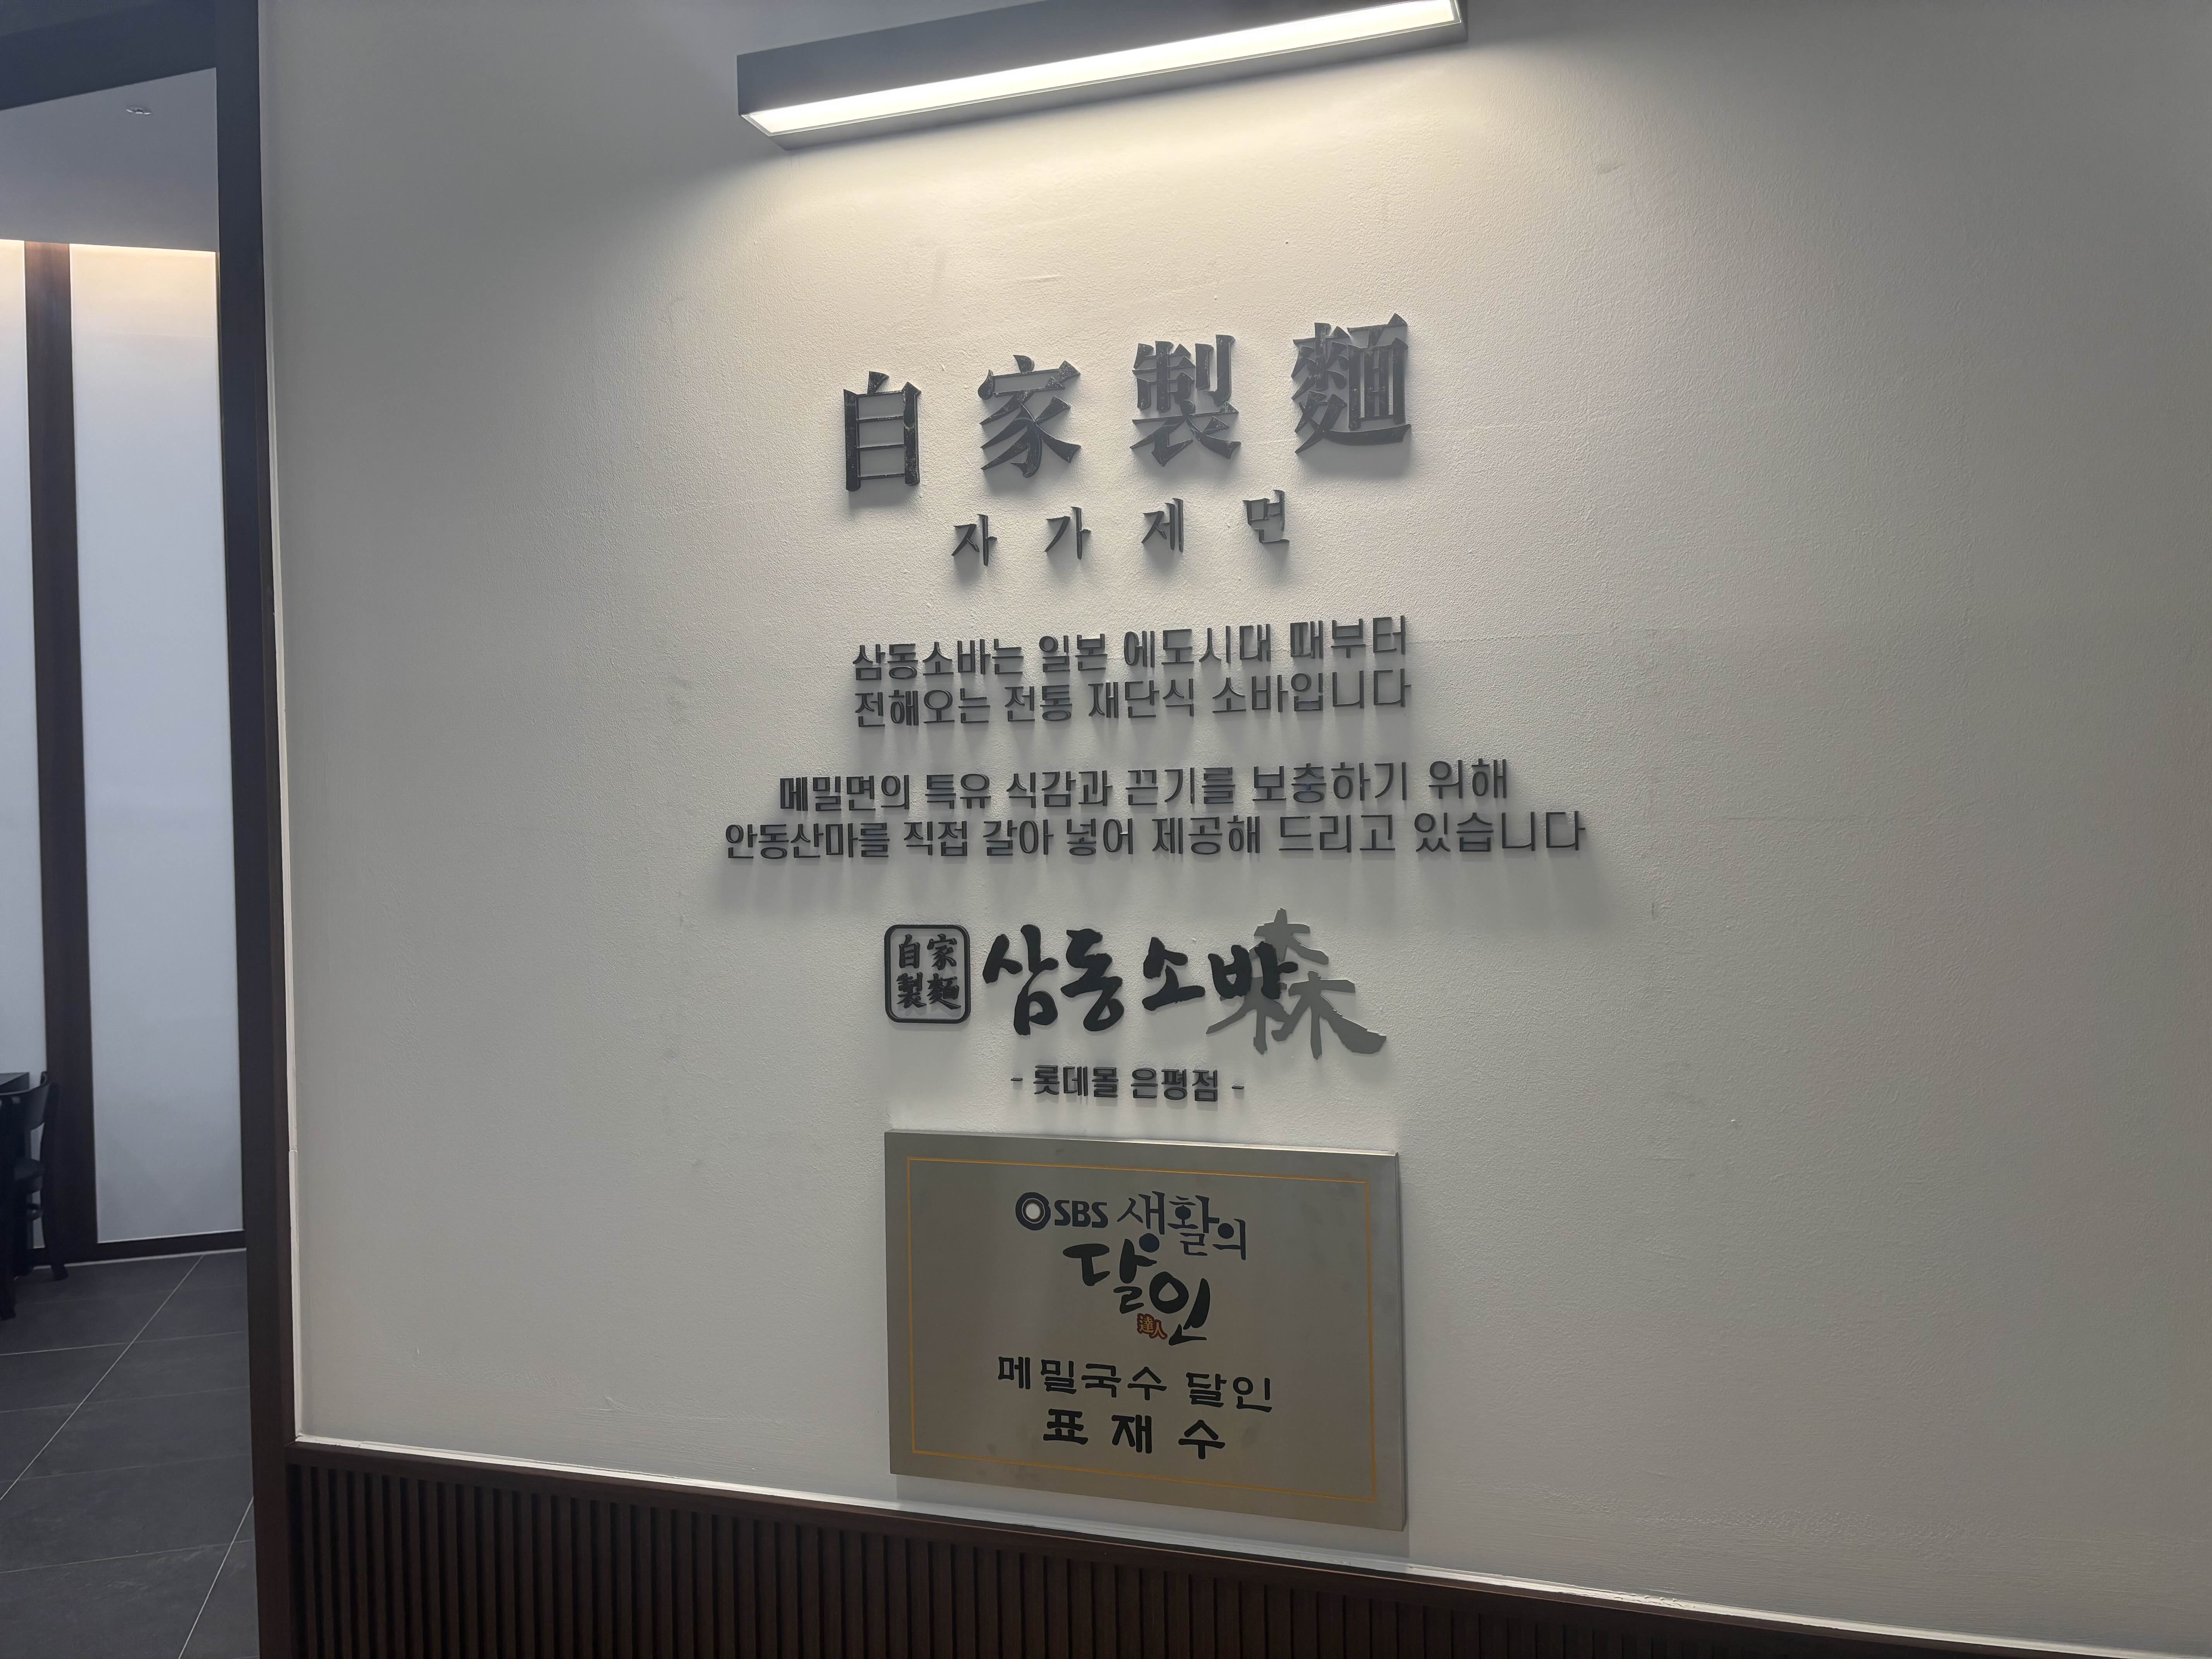 自家製麵
자가제면
삼동소바는 일본 에도시대 때부터
전해오는 전통 재단식 소바입니다
메밀면의 특유 식감과 끈기를 보충하기 위해
안동산마를 직접 갈아 넣어 제공해 드리고 있습니다
自家
製麵
삼동소바 森
- 롯데몰 은평점 -
SBS 생활의
달인
達人
메밀국수 달인
표재수